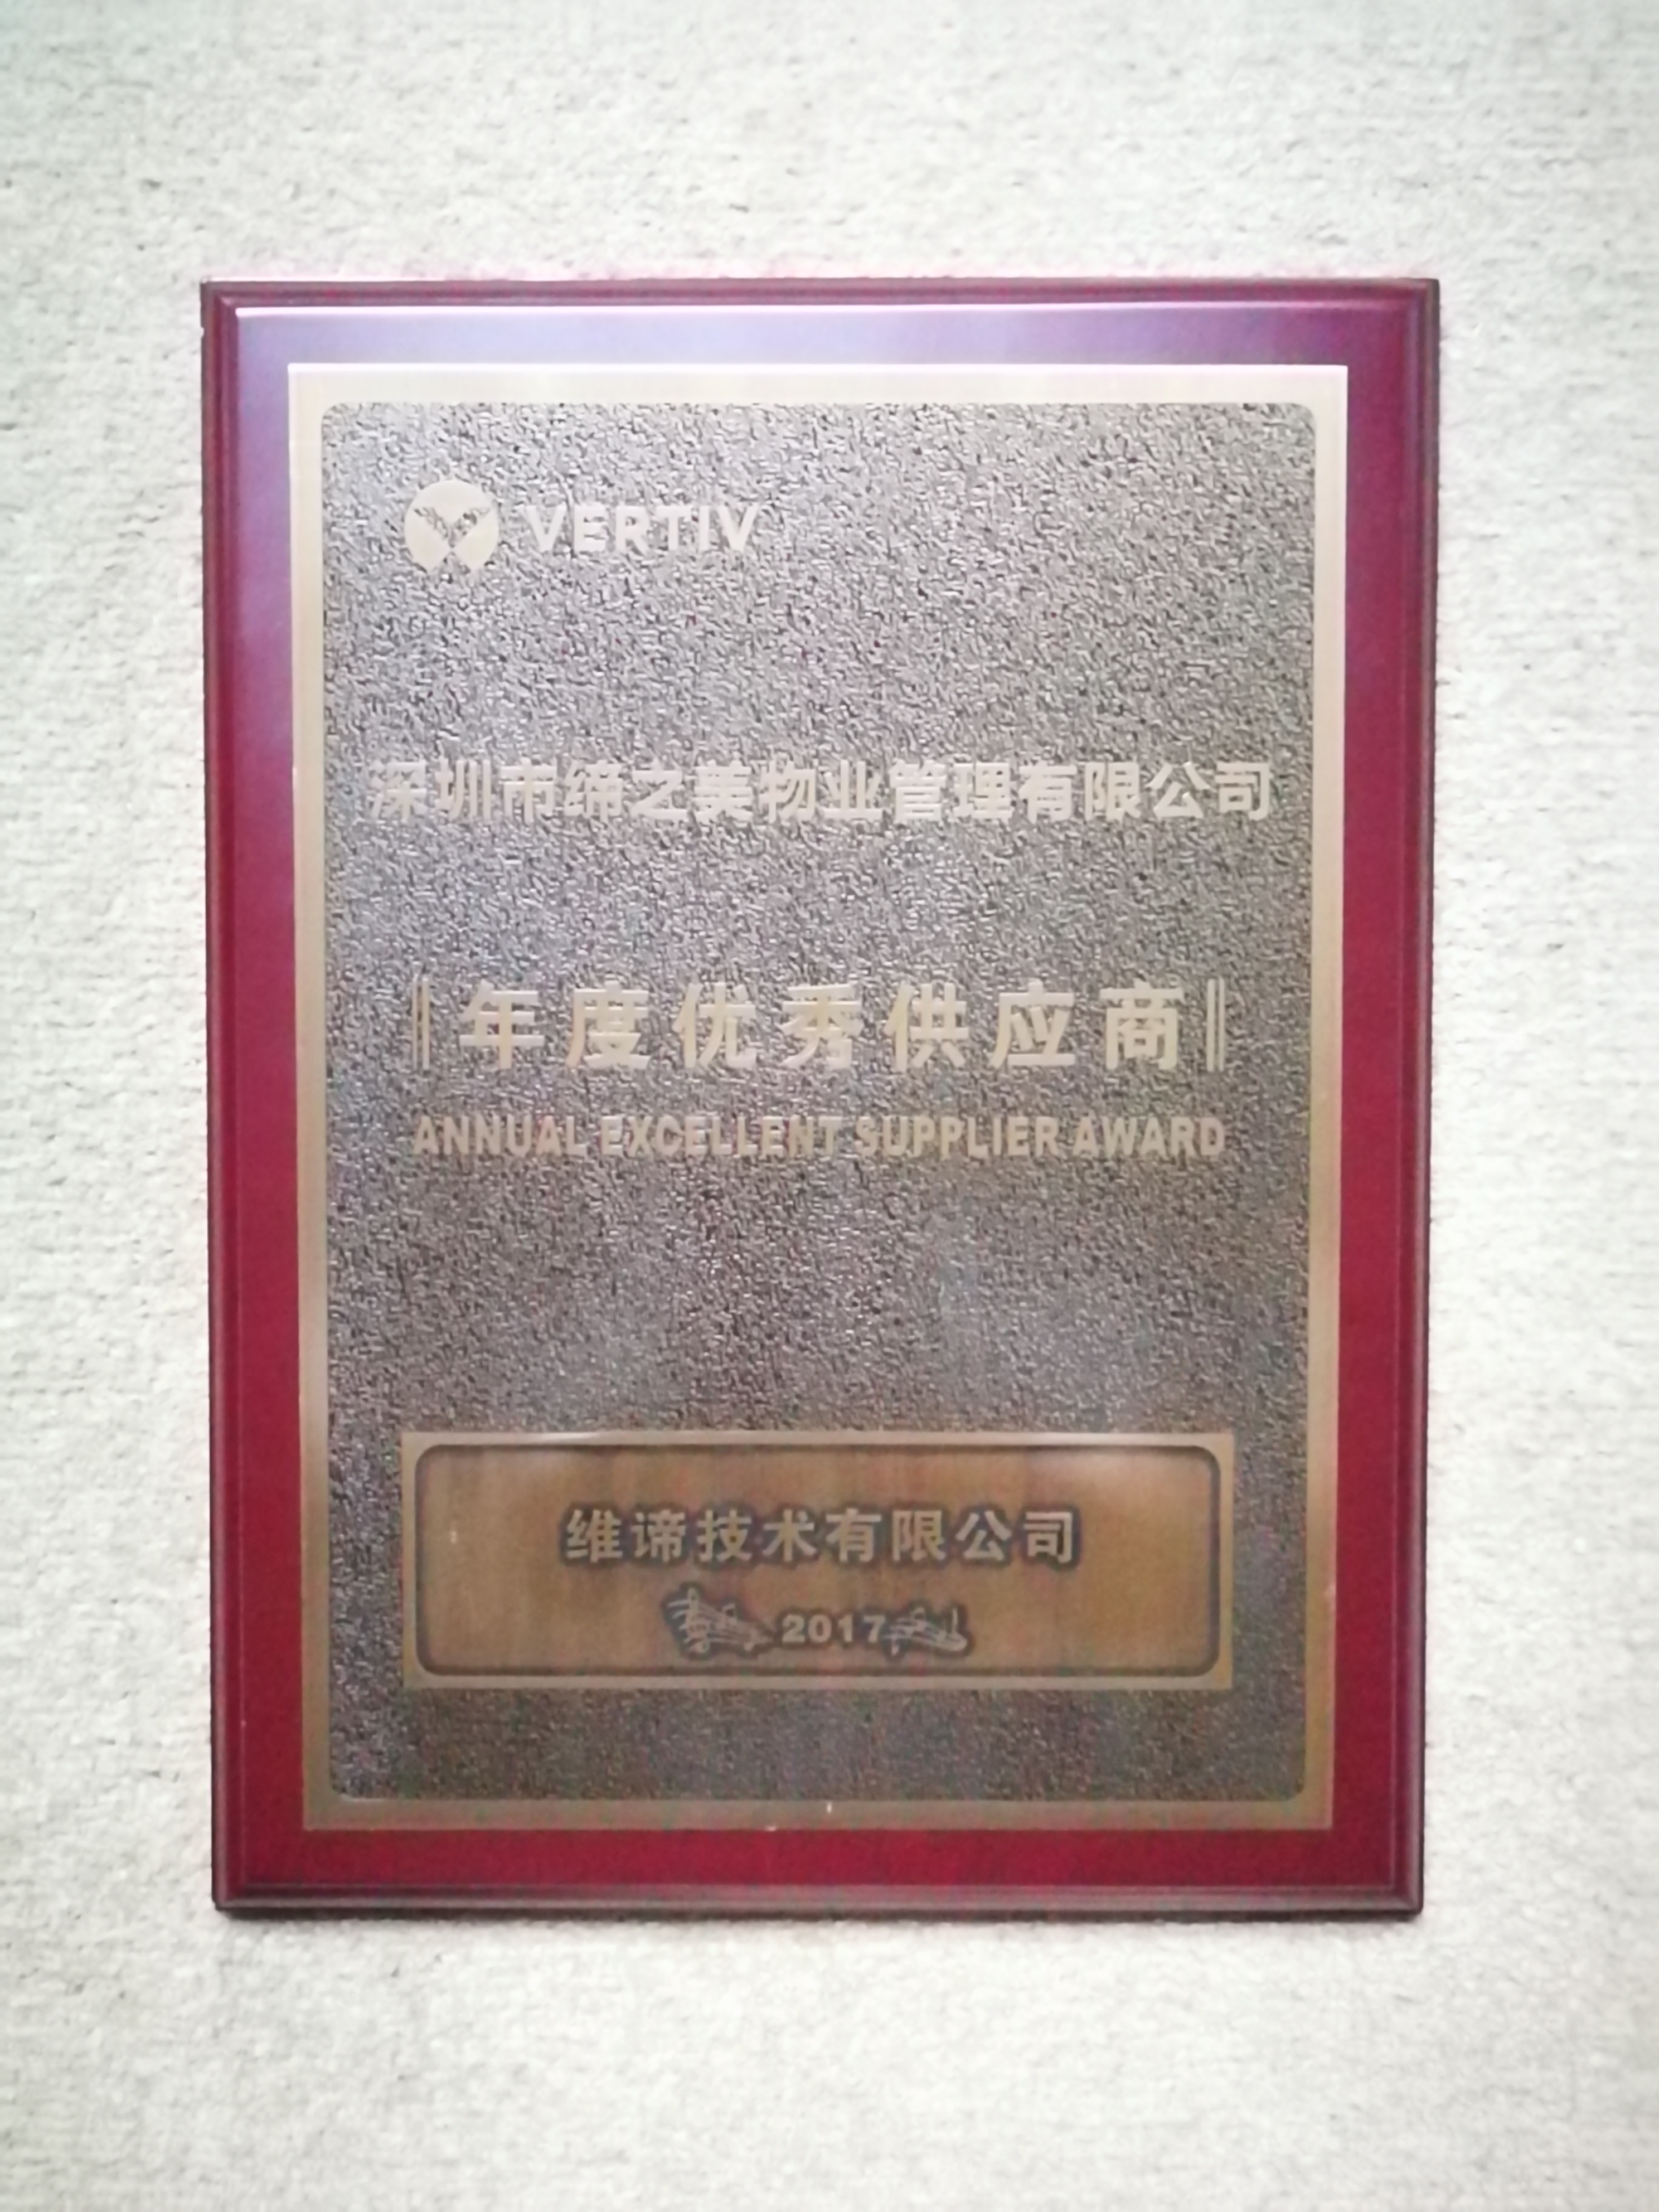 VERTIV
深圳市缔之美物业管理有限公司
年度优秀供应商
ANNUAL EXCELLENT SUPPLIER AWARD
维谛技术有限公司
2017